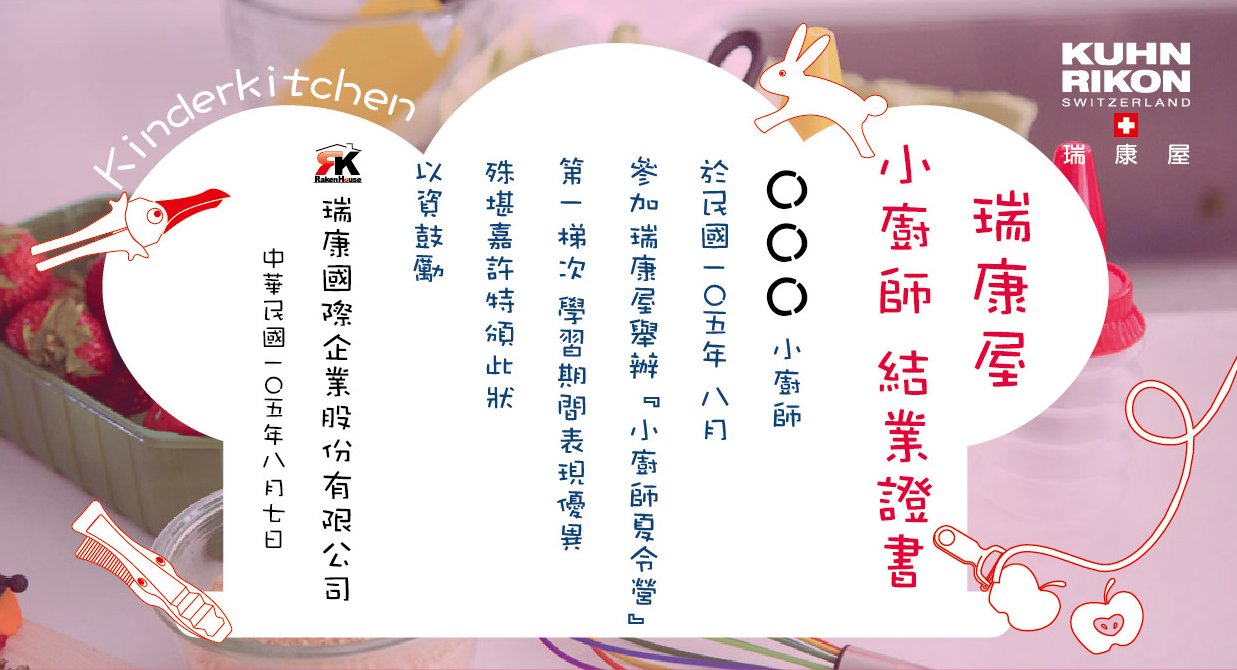 Kinderkitchen
KUHN
RIKON
SWITZERLAND
瑞康屋
瑞康屋
小廚師 結業證書
〇〇〇 小廚師
於民國一〇五年 八月
參加 瑞康屋舉辦『小廚師夏令營』
第一梯次 學習期間表現優異
殊堪嘉許特頒此狀
以資鼓勵
RK
RakenHouse
瑞康國際企業股份有限公司
中華民國一〇五年八月七日